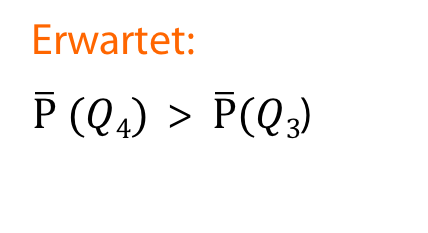 Erwartet:
P̅ (Q₄) > P̅(Q₃)